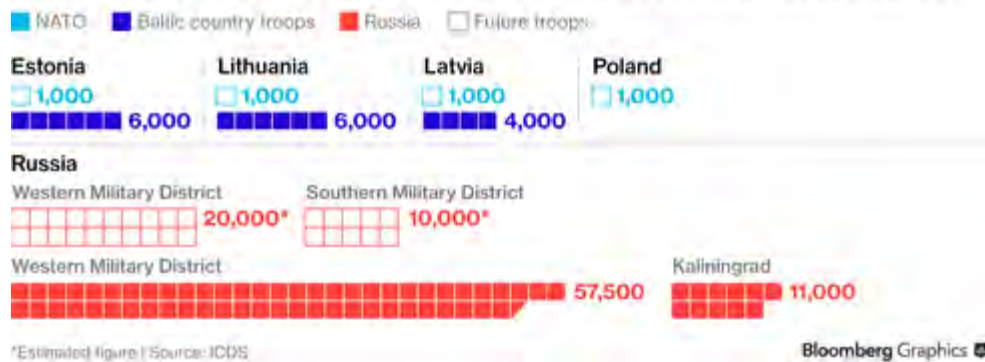 NATO Baltic country troops Russia Future troops
Estonia Lithuania Latvia Poland
1,000 1,000 1,000 1,000
6,000 6,000 4,000
Russia
Western Military District Southern Military District
20,000* 10,000*
Western Military District Kaliningrad
57,500 11,000
*Estimated figure | Source: ICDS
Bloomberg Graphics